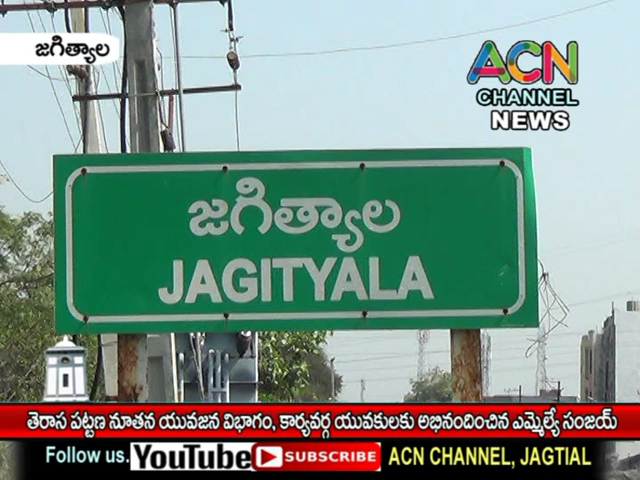 జగిత్యాల
ACN
CHANNEL
NEWS
జగిత్యాల
JAGITYALA
తెరాస పట్టణ నూతన యువజన విభాగం, కార్యవర్గ యువకులకు అభినందించిన ఎమ్మెల్యే సంజయ్
Follow us. YouTube SUBSCRIBE ACN CHANNEL, JAGTIAL